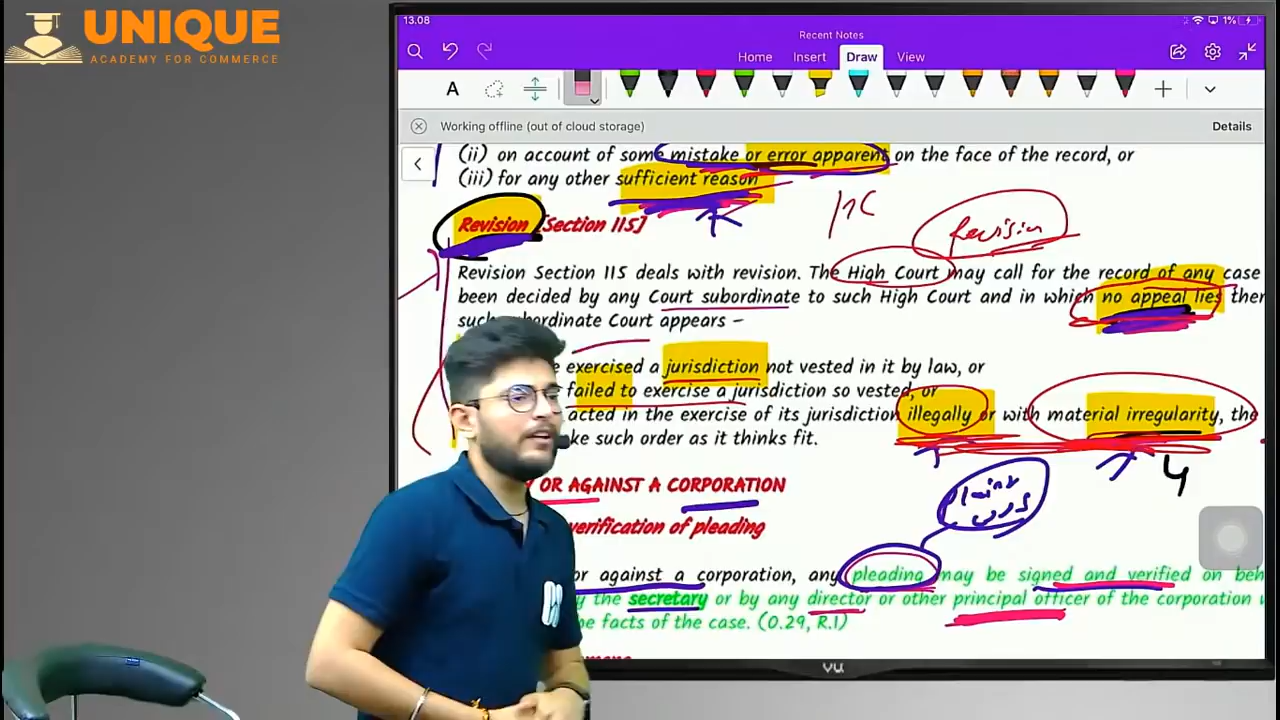 UNIQUE
ACADEMY FOR COMMERCE
13.08
1%
Recent Notes
Home Insert Draw View
A
Working offline (out of cloud storage)
Details
(ii) on account of some mistake or error apparent on the face of the record, or
(iii) for any other sufficient reason
Revision [Section 115]
Revision
Revision Section 115 deals with revision. The High Court may call for the record of any case
been decided by any Court subordinate to such High Court and in which no appeal lies ther
such subordinate Court appears –
exercised a jurisdiction not vested in it by law, or
failed to exercise a jurisdiction so vested, or
acted in the exercise of its jurisdiction illegally or with material irregularity, the
ke such order as it thinks fit.
4
OR AGAINST A CORPORATION
Plaint
W.S
verification of pleading
or against a corporation, any pleading may be signed and verified on beh
y the secretary or by any director or other principal officer of the corporation
he facts of the case. (O.29, R.1)
vu